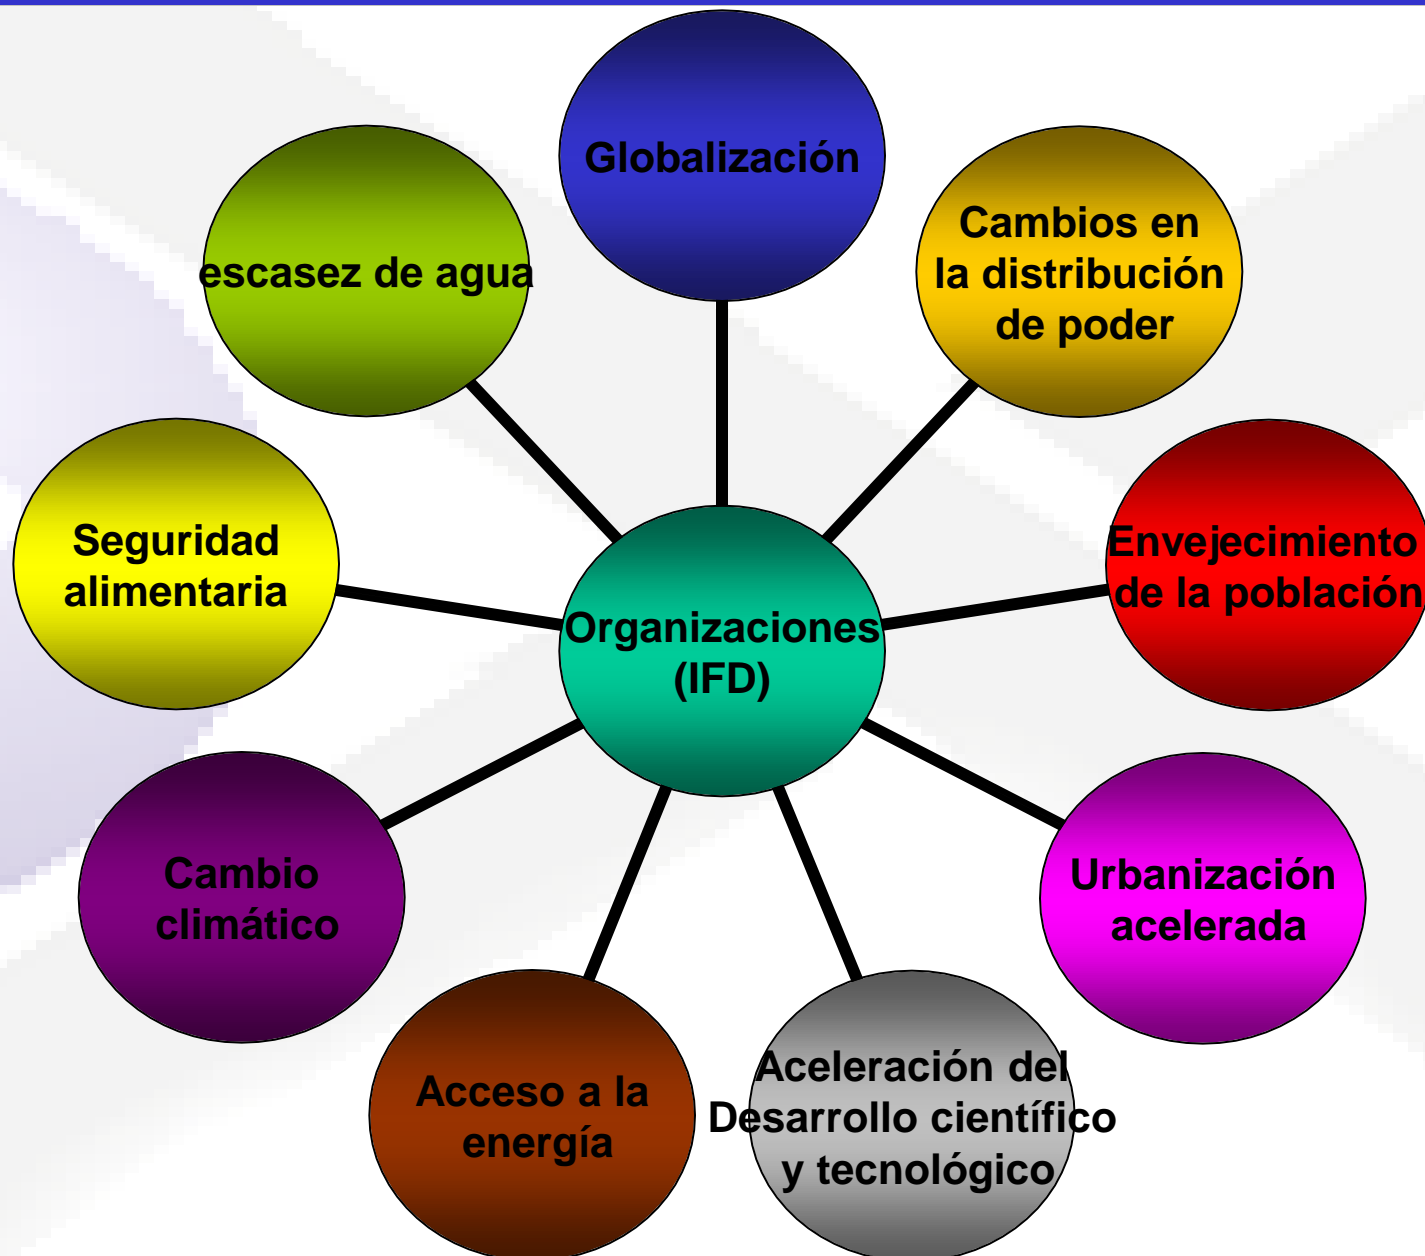 Globalización
Cambios en
la distribución
de poder
Envejecimiento
de la población
Urbanización
acelerada
Aceleración del
Desarrollo científico
y tecnológico
Acceso a la
energía
Cambio
climático
Seguridad
alimentaria
escasez de agua
Organizaciones
(IFD)